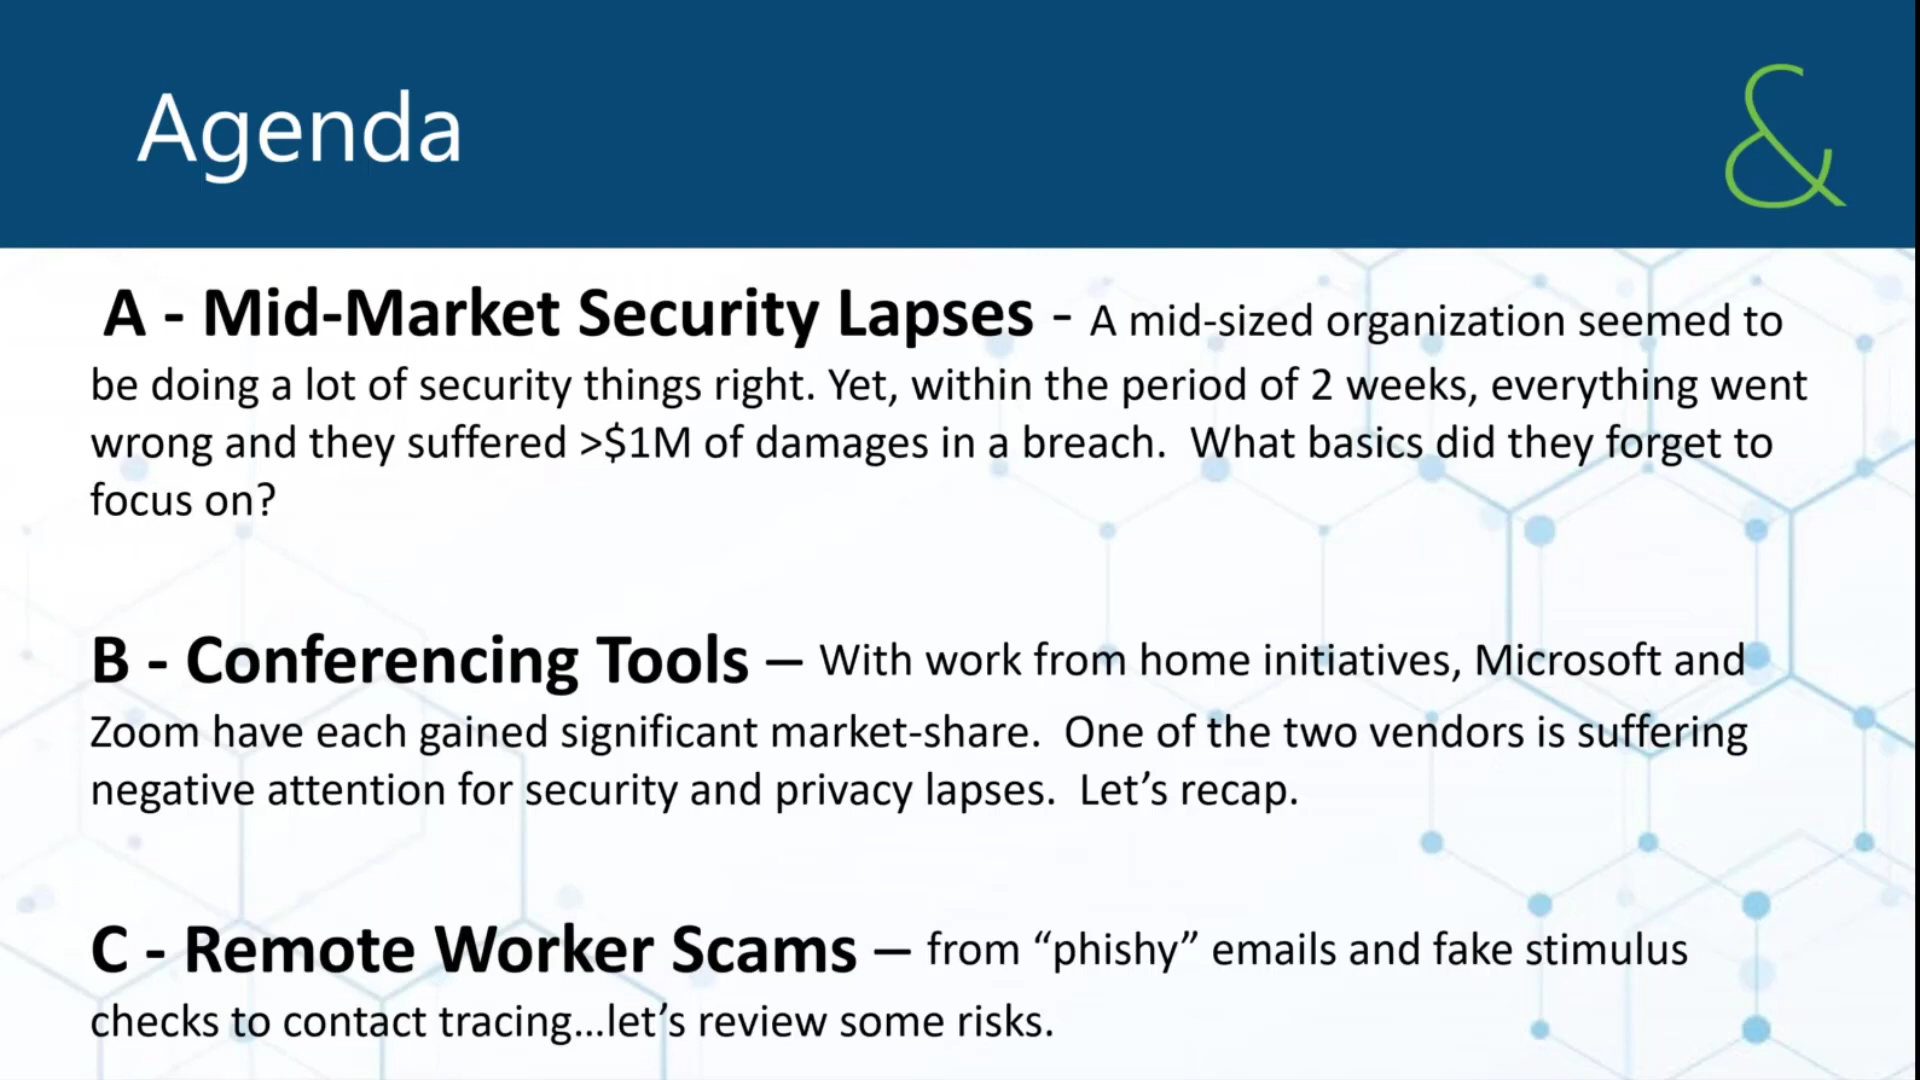 Agenda
&
A - Mid-Market Security Lapses - A mid-sized organization seemed to
be doing a lot of security things right. Yet, within the period of 2 weeks, everything went
wrong and they suffered >$1M of damages in a breach.  What basics did they forget to
focus on?
B - Conferencing Tools – With work from home initiatives, Microsoft and
Zoom have each gained significant market-share.  One of the two vendors is suffering
negative attention for security and privacy lapses.  Let’s recap.
C - Remote Worker Scams – from “phishy” emails and fake stimulus
checks to contact tracing...let’s review some risks.